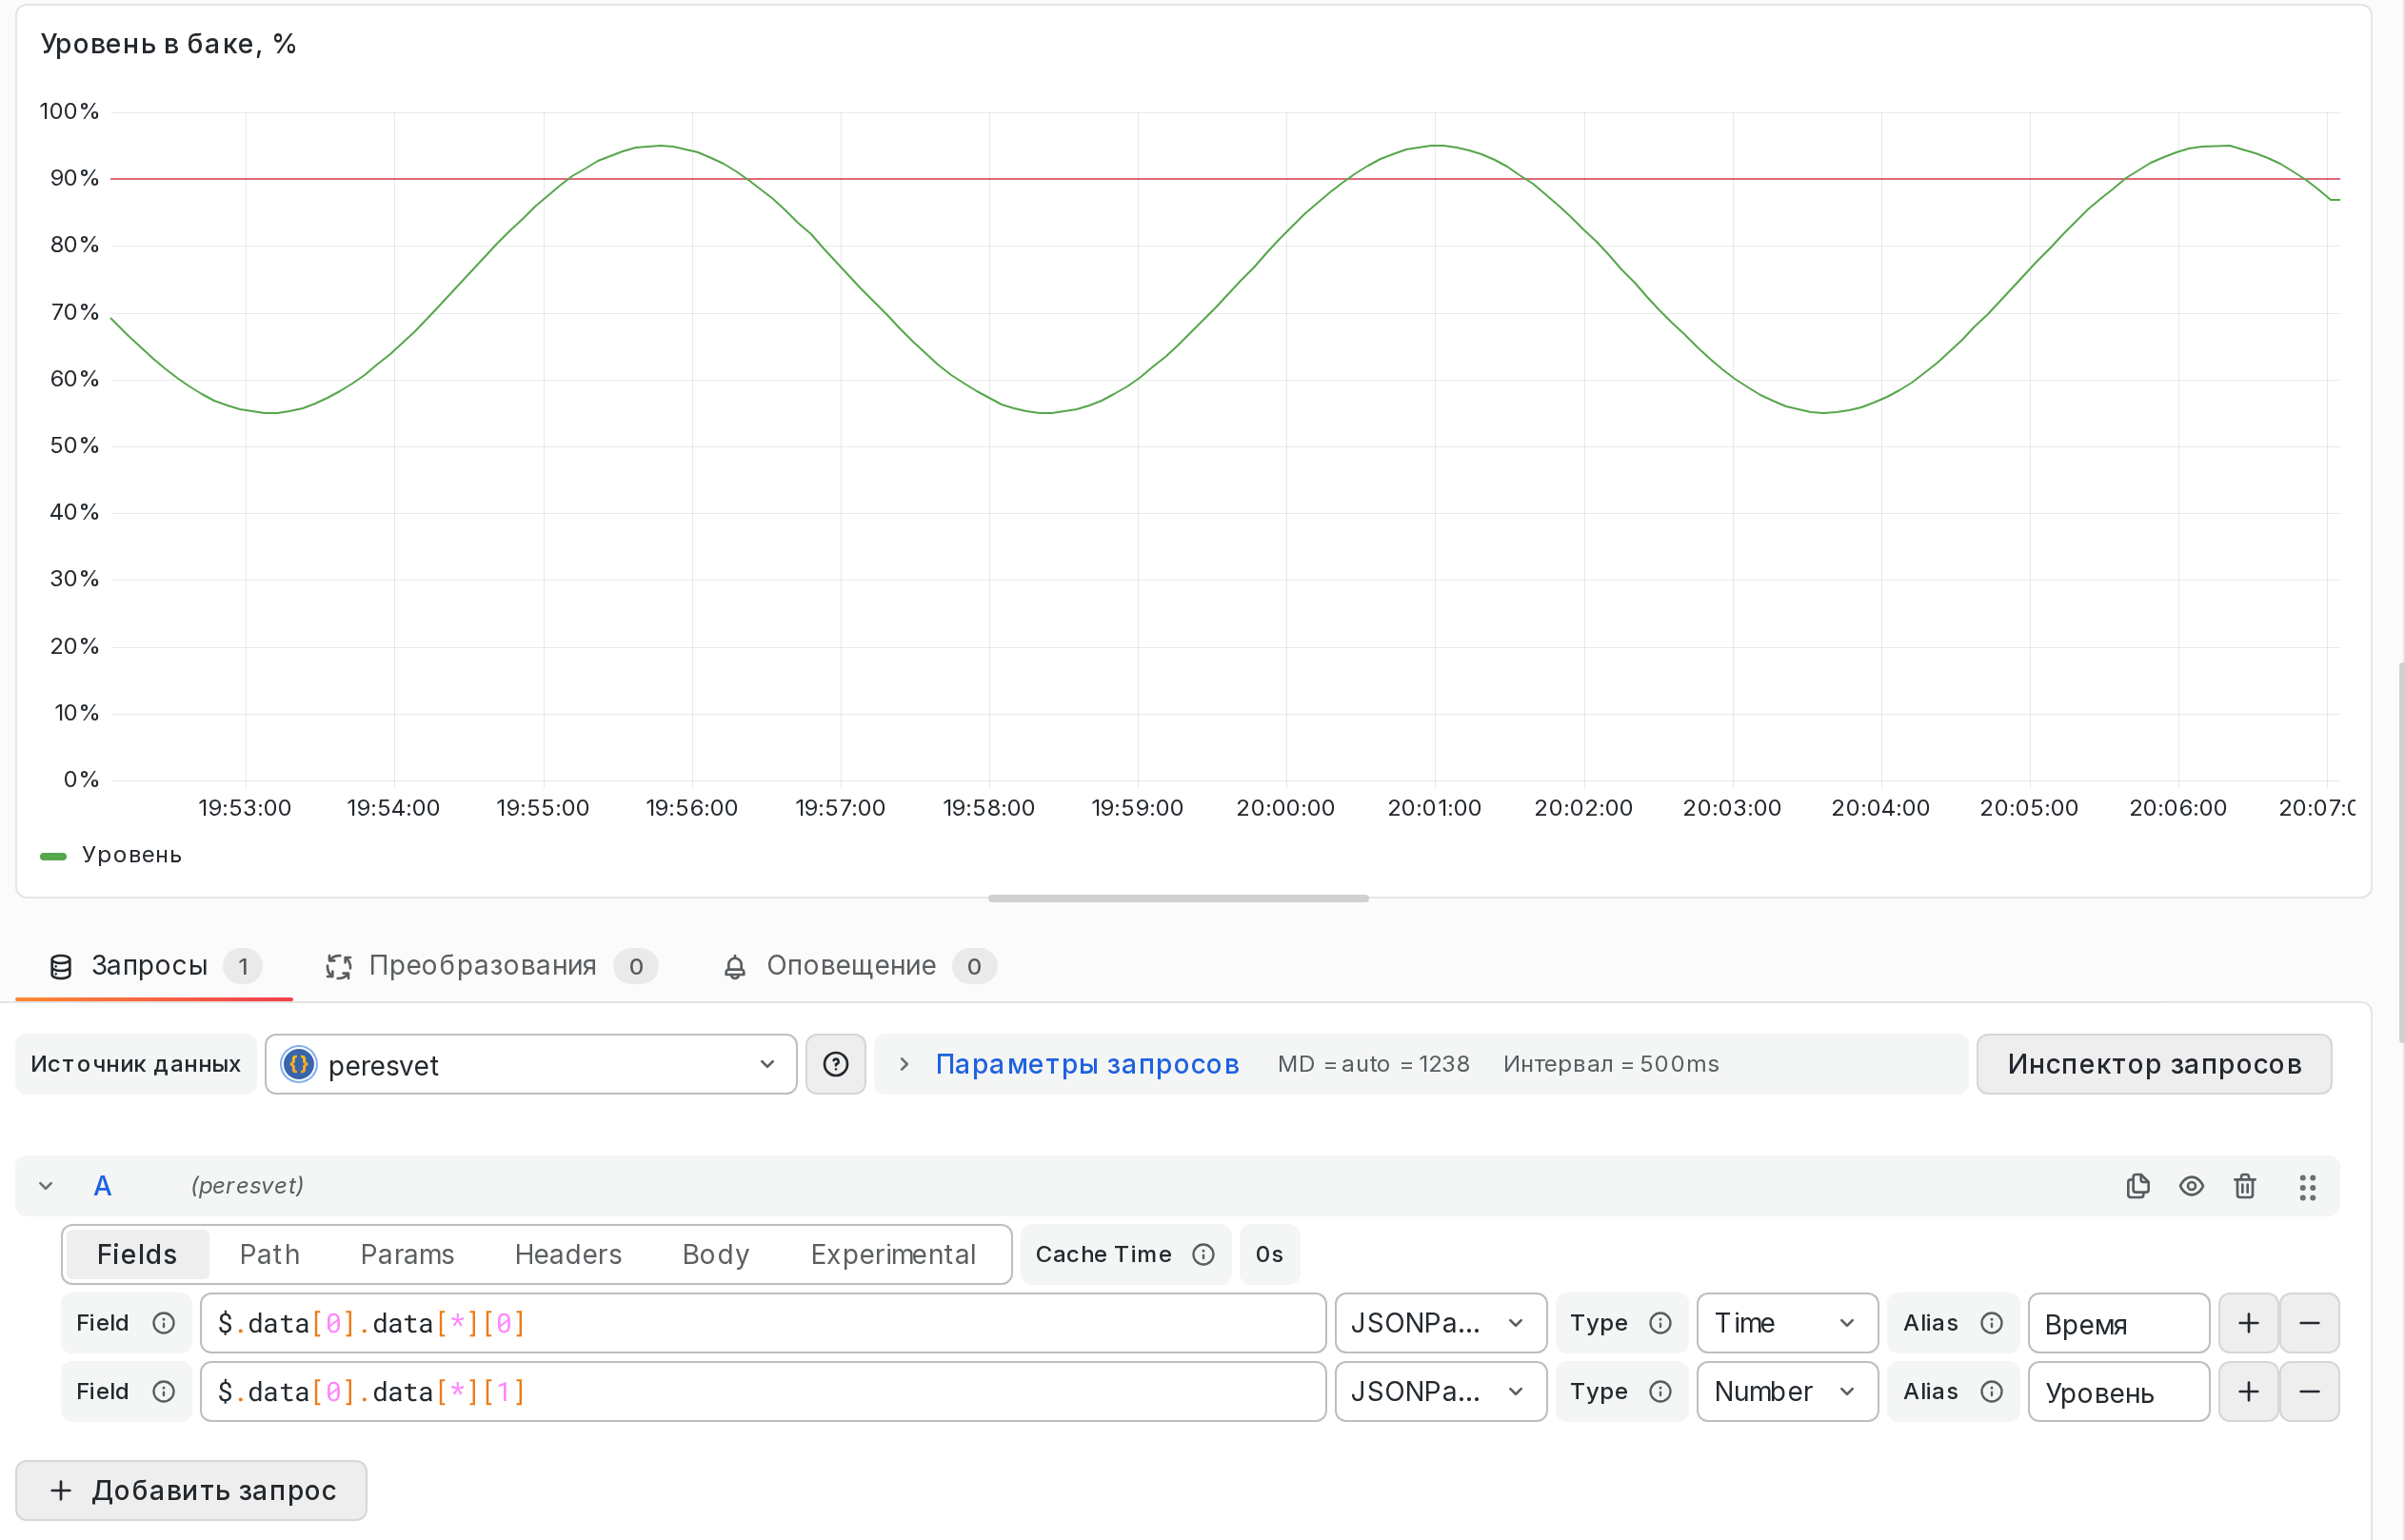 Уровень в баке, %
100%
90%
80%
70%
60%
50%
40%
30%
20%
10%
0%
19:53:00 19:54:00 19:55:00 19:56:00 19:57:00 19:58:00 19:59:00 20:00:00 20:01:00 20:02:00 20:03:00 20:04:00 20:05:00 20:06:00 20:07:0
Уровень
Запросы 1 Преобразования 0 Оповещение 0
Источник данных {} peresvet Параметры запросов MD = auto = 1238 Интервал = 500ms Инспектор запросов
A (peresvet)
Fields Path Params Headers Body Experimental Cache Time 0s
Field $.data[0].data[*][0] JSONPa... Type Time Alias Время + −
Field $.data[0].data[*][1] JSONPa... Type Number Alias Уровень + −
+ Добавить запрос